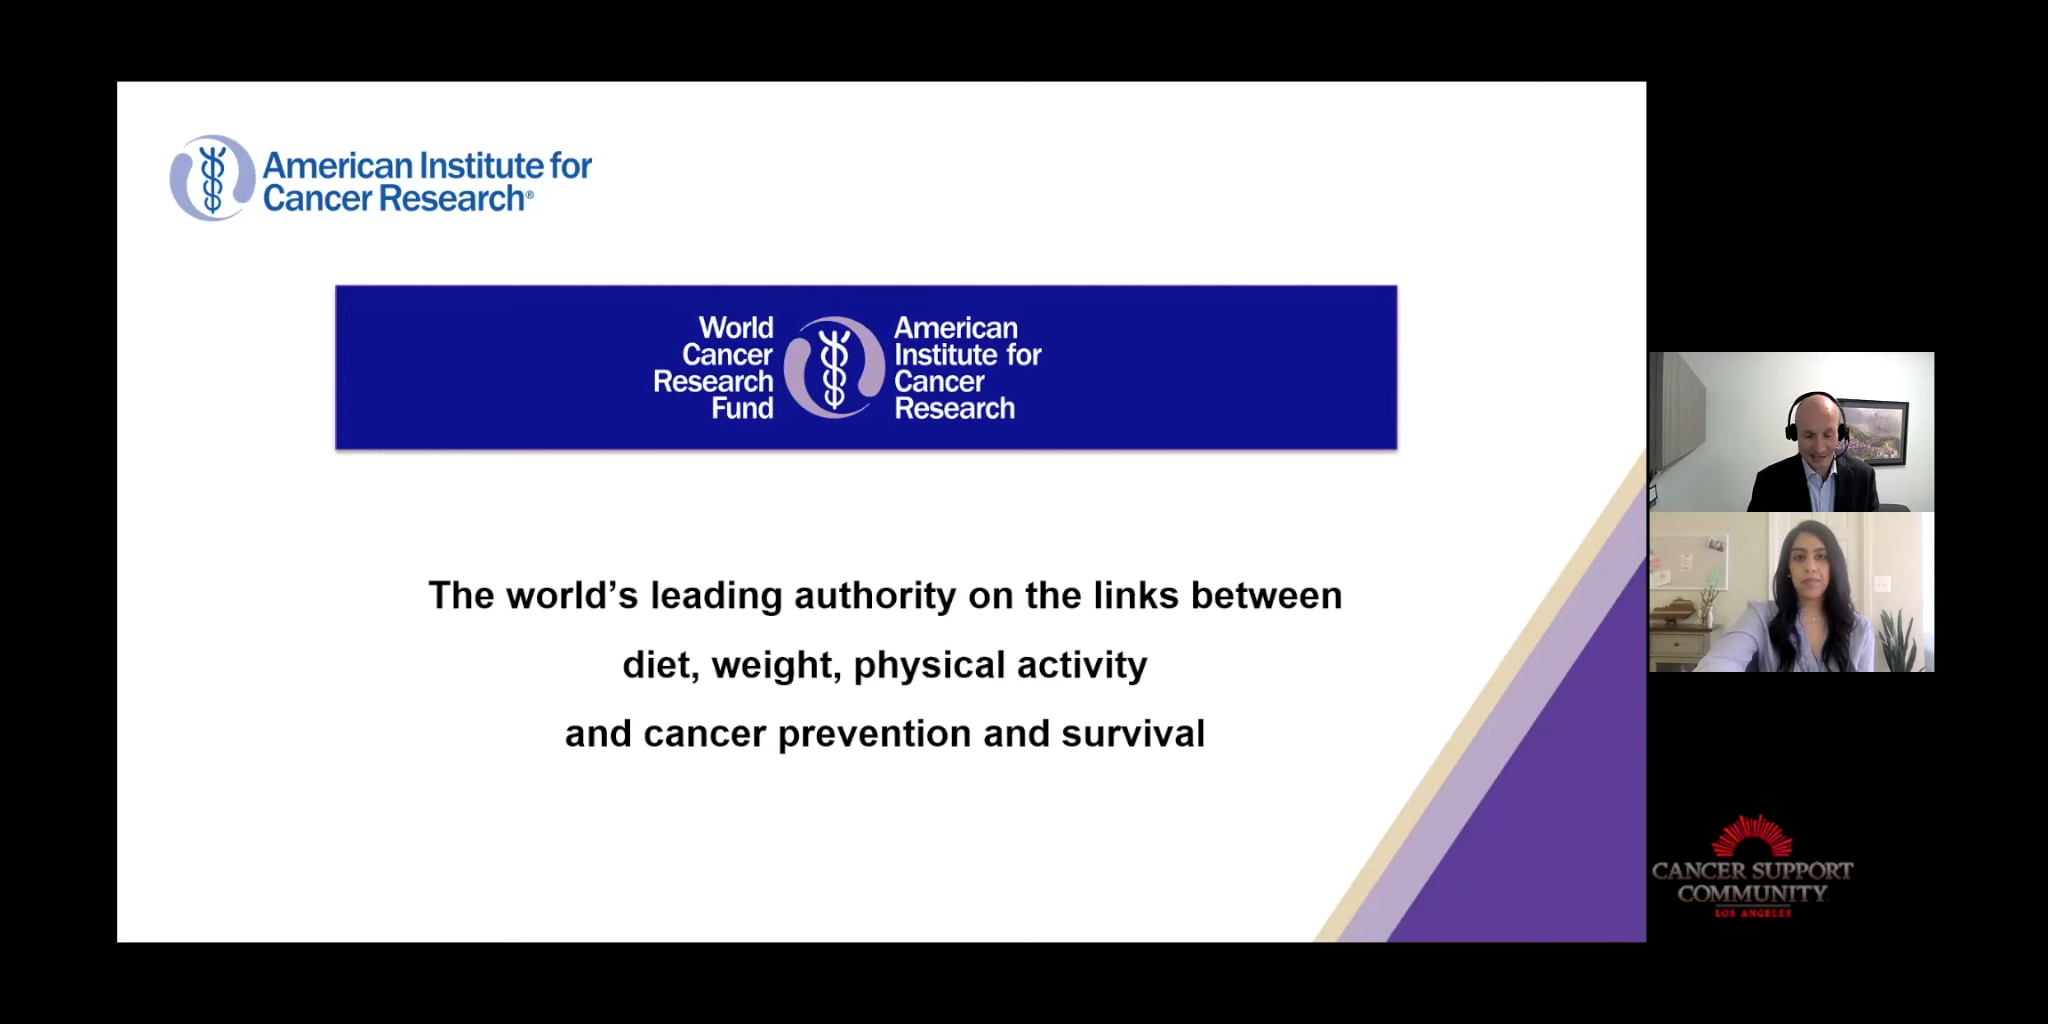 American Institute for
Cancer Research®
World
Cancer
Research
Fund
American
Institute for
Cancer
Research
The world's leading authority on the links between
diet, weight, physical activity
and cancer prevention and survival
CANCER SUPPORT
COMMUNITY
LOS ANGELES